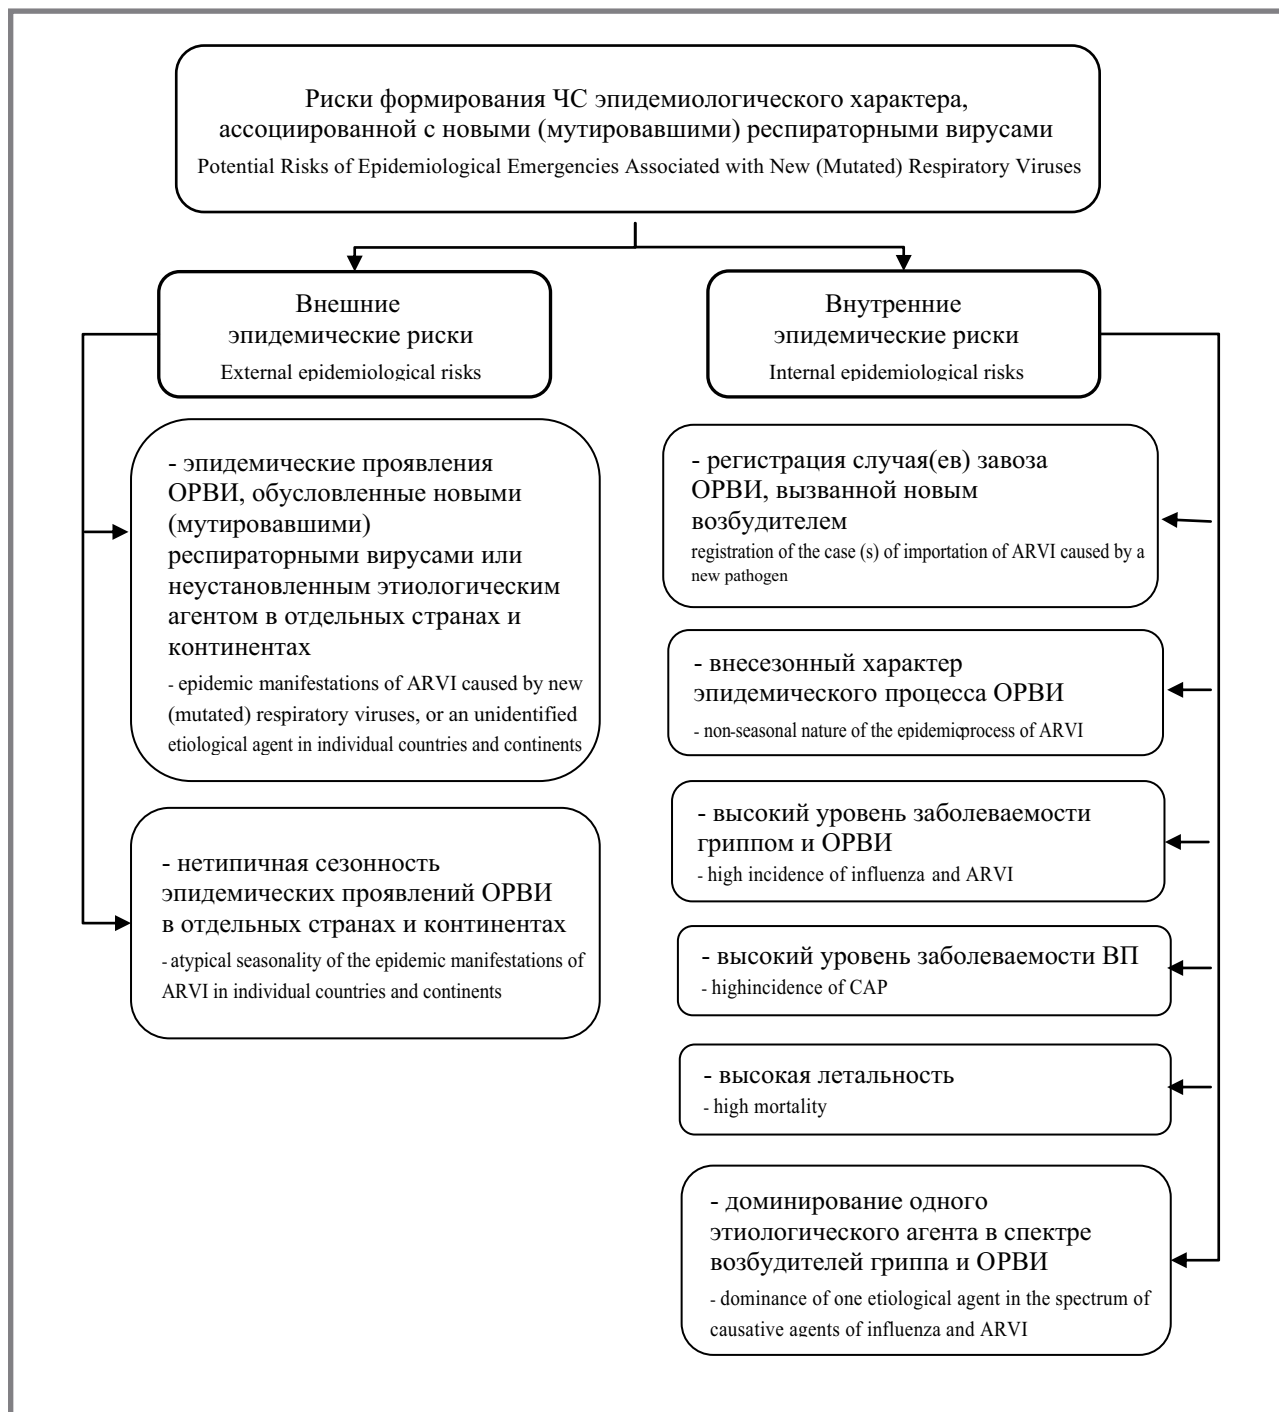 Риски формирования ЧС эпидемиологического характера,
ассоциированной с новыми (мутировавшими) респираторными вирусами
Potential Risks of Epidemiological Emergencies Associated with New (Mutated) Respiratory Viruses
Внешние
эпидемические риски
External epidemiological risks
Внутренние
эпидемические риски
Internal epidemiological risks
- эпидемические проявления
ОРВИ, обусловленные новыми
(мутировавшими)
респираторными вирусами или
неустановленным этиологическим
агентом в отдельных странах и
континентах
- epidemic manifestations of ARVI caused by new
(mutated) respiratory viruses, or an unidentified
etiological agent in individual countries and continents
- нетипичная сезонность
эпидемических проявлений ОРВИ
в отдельных странах и континентах
- atypical seasonality of the epidemic manifestations of
ARVI in individual countries and continents
- регистрация случая(ев) завоза
ОРВИ, вызванной новым
возбудителем
registration of the case (s) of importation of ARVI caused by a
new pathogen
- внесезонный характер
эпидемического процесса ОРВИ
- non-seasonal nature of the epidemicprocess of ARVI
- высокий уровень заболеваемости
гриппом и ОРВИ
- high incidence of influenza and ARVI
- высокий уровень заболеваемости ВП
- highincidence of CAP
- высокая летальность
- high mortality
- доминирование одного
этиологического агента в спектре
возбудителей гриппа и ОРВИ
- dominance of one etiological agent in the spectrum of
causative agents of influenza and ARVI